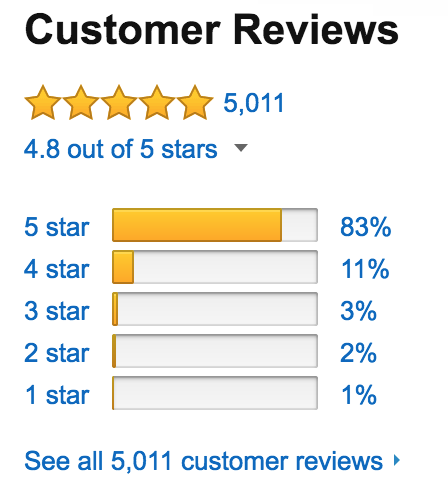 Customer Reviews
5,011
4.8 out of 5 stars
5 star 83%
4 star 11%
3 star 3%
2 star 2%
1 star 1%
See all 5,011 customer reviews